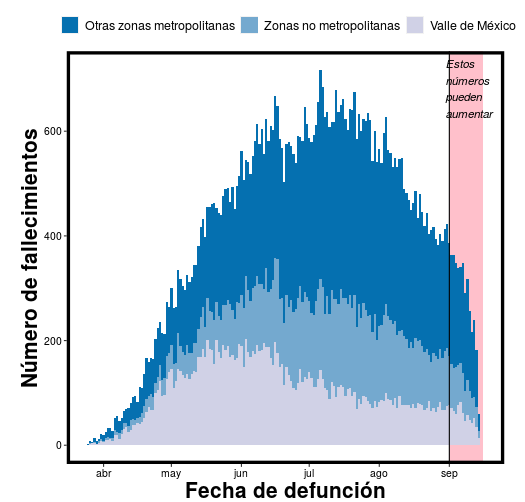 Otras zonas metropolitanas Zonas no metropolitanas Valle de México
Estos
números
pueden
aumentar
Número de fallecimientos
600
400
200
0
abr may jun jul ago sep
Fecha de defunción